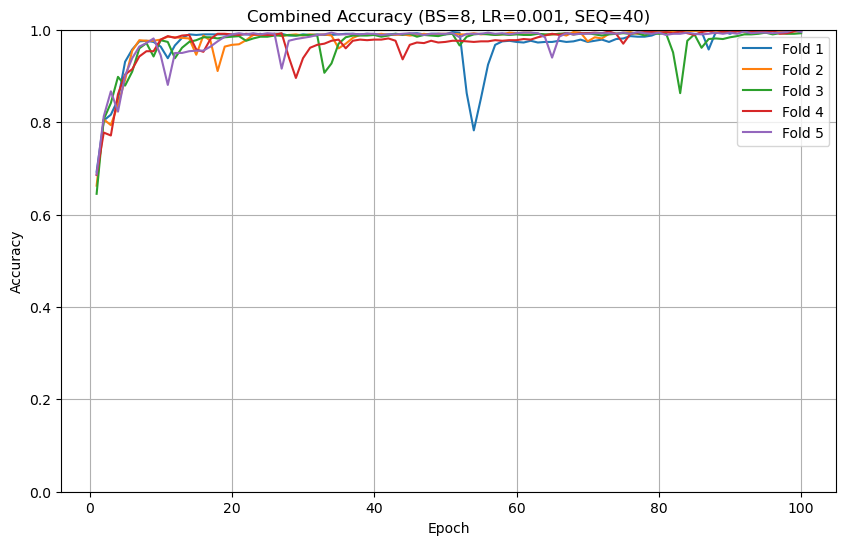 Combined Accuracy (BS=8, LR=0.001, SEQ=40)
1.0
0.8
0.6
0.4
0.2
0.0
Accuracy
Fold 1
Fold 2
Fold 3
Fold 4
Fold 5
0
20
40
60
80
100
Epoch